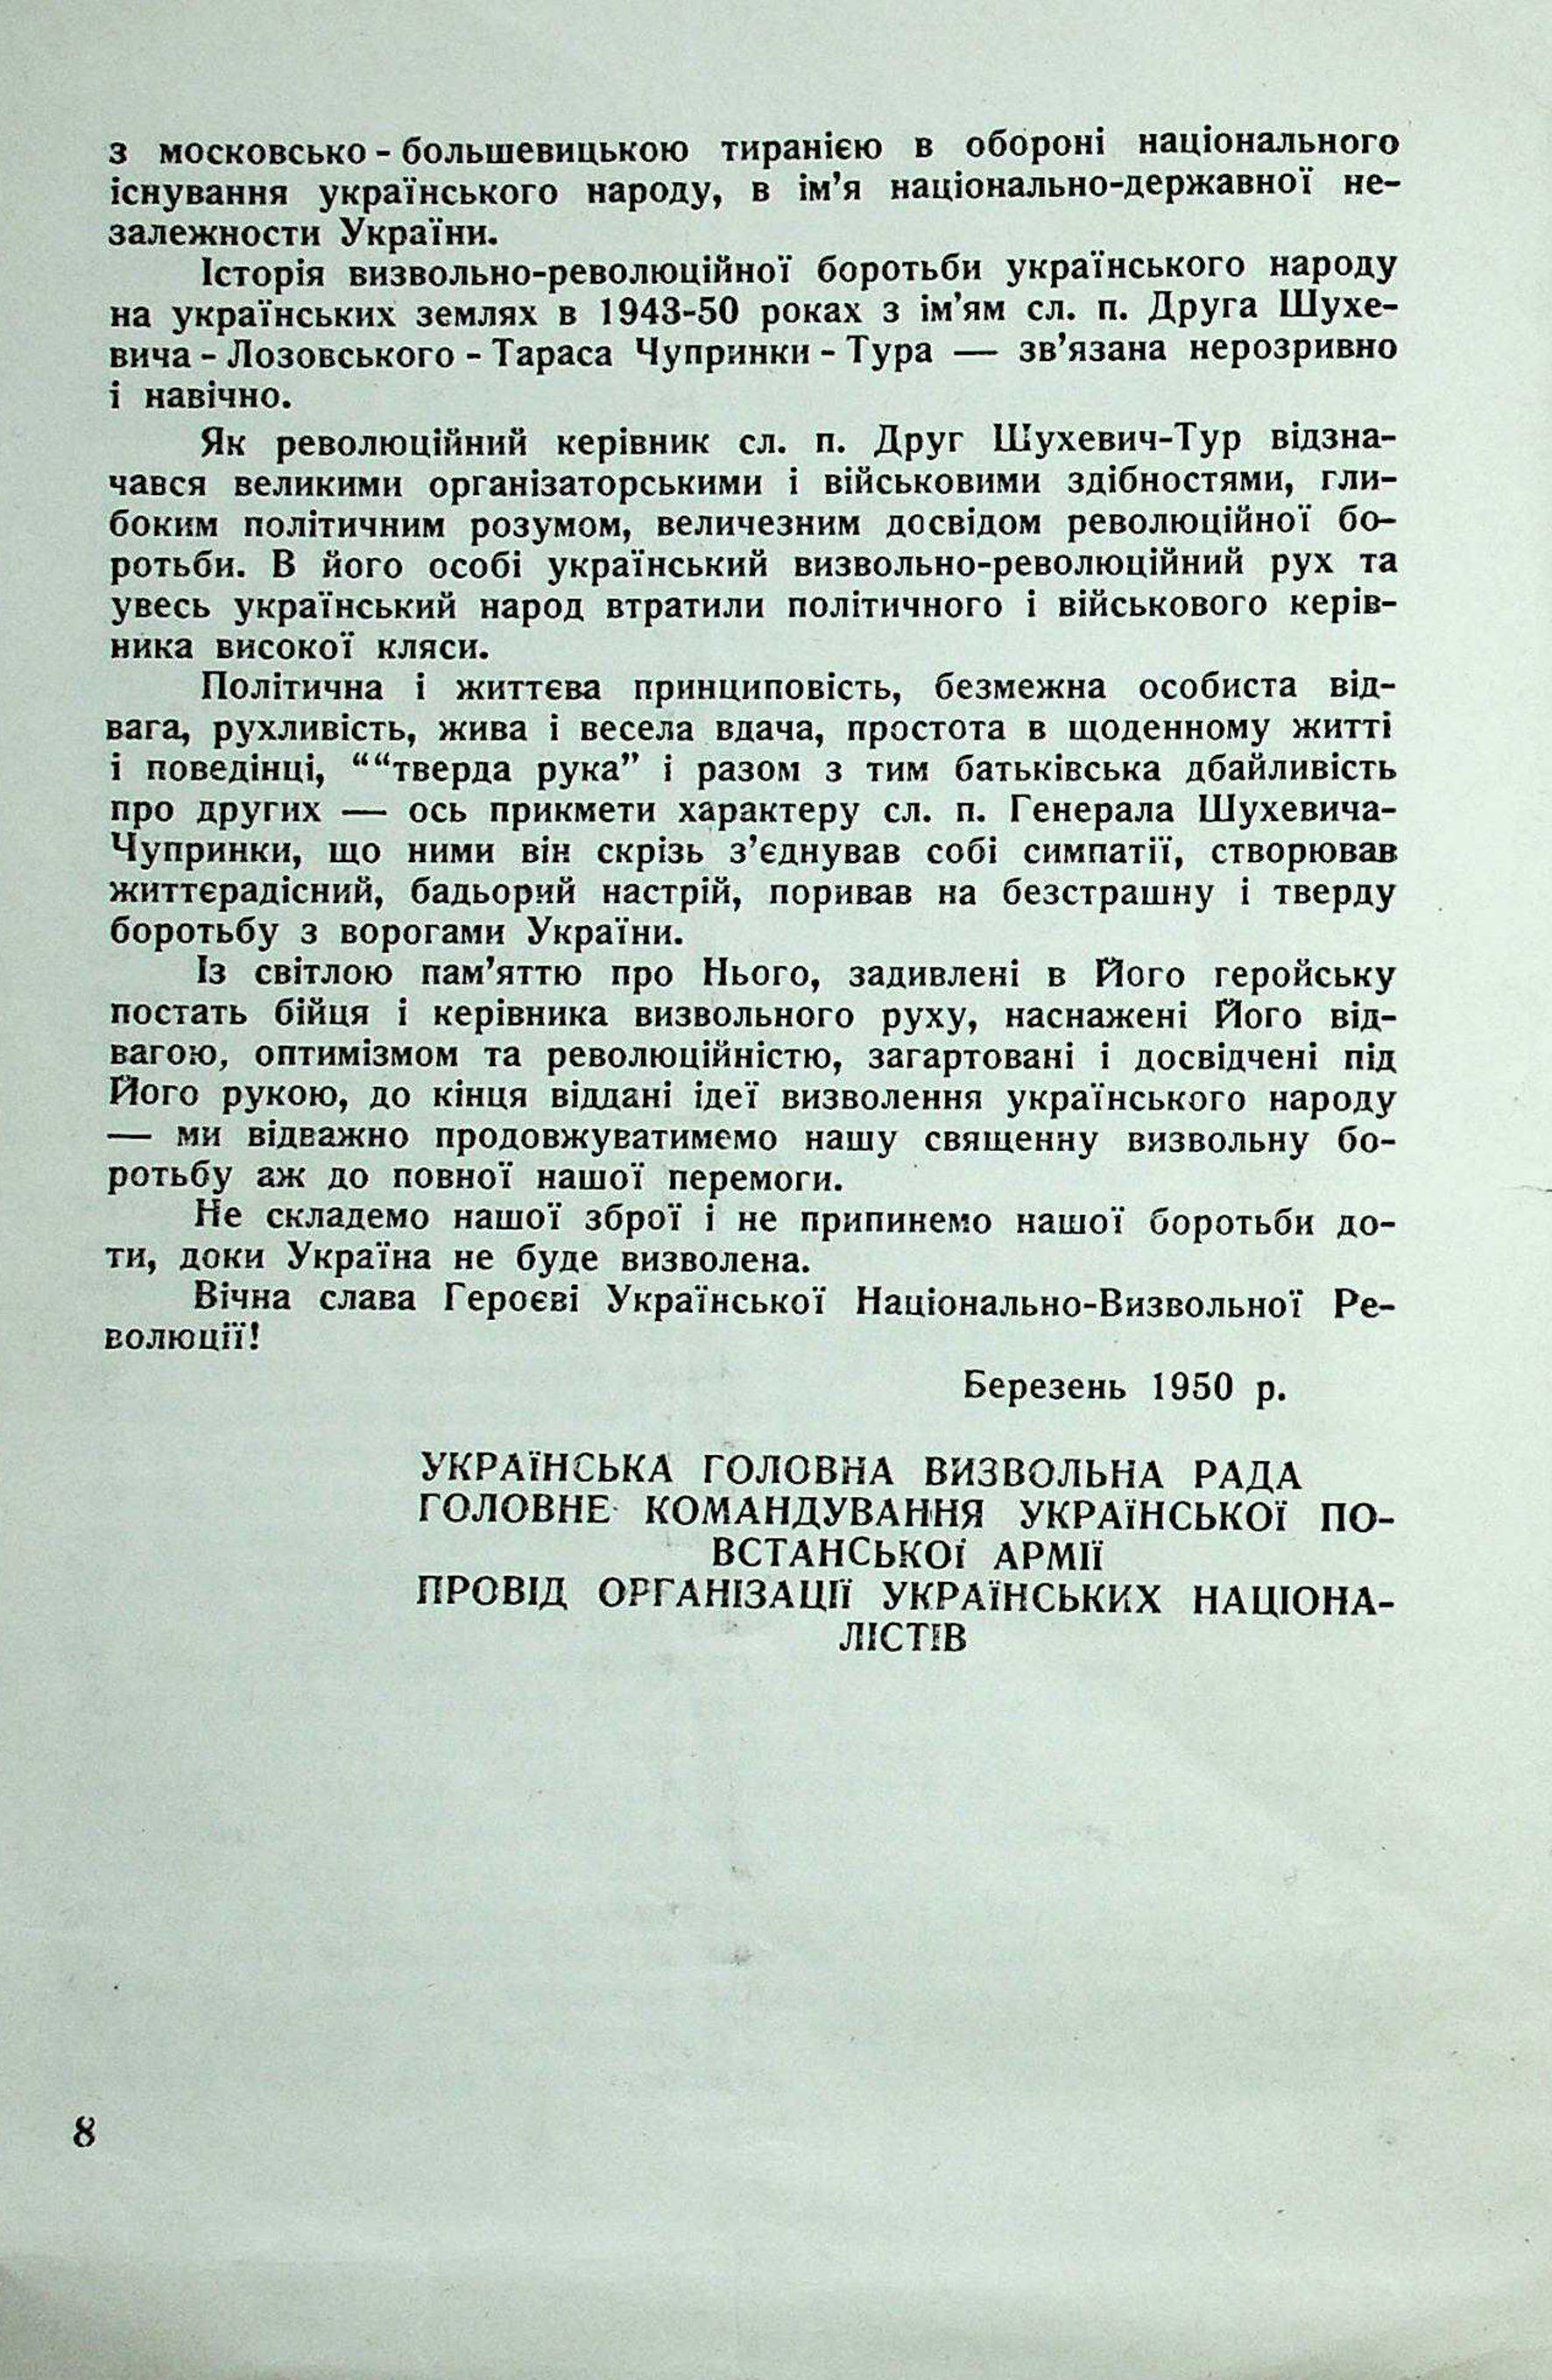 з московсько - большевицькою тиранією в обороні національного
існування українського народу, в ім’я національно-державної не-
залежности України.
Історія визвольно-революційної боротьби українського народу
на українських землях в 1943-50 роках з ім’ям сл. п. Друга Шухе-
вича - Лозовського - Тараса Чупринки - Тура — зв’язана нерозривно
і навічно.
Як революційний керівник сл. п. Друг Шухевич-Тур відзна-
чався великими організаторськими і військовими здібностями, гли-
боким політичним розумом, величезним досвідом революційної бо-
ротьби. В його особі український визвольно-революційний рух та
увесь український народ втратили політичного і військового керів-
ника високої кляси.
Політична і життєва принциповість, безмежна особиста від-
вага, рухливість, жива і весела вдача, простота в щоденному житті
і поведінці, ““тверда рука” і разом з тим батьківська дбайливість
про других — ось прикмети характеру сл. п. Генерала Шухевича-
Чупринки, що ними він скрізь з’єднував собі симпатії, створював
життєрадісний, бадьорий настрій, поривав на безстрашну і тверду
боротьбу з ворогами України.
Із світлою пам’яттю про Нього, задивлені в Його геройську
постать бійця і керівника визвольного руху, наснажені Його від-
вагою, оптимізмом та революційністю, загартовані і досвідчені під
Його рукою, до кінця віддані ідеї визволення українського народу
— ми відважно продовжуватимемо нашу священну визвольну бо-
ротьбу аж до повної нашої перемоги.
Не складемо нашої зброї і не припинемо нашої боротьби до-
ти, доки Україна не буде визволена.
Вічна слава Героєві Української Національно-Визвольної Ре-
волюції!
Березень 1950 р.
УКРАЇНСЬКА ГОЛОВНА ВИЗВОЛЬНА РАДА
ГОЛОВНЕ КОМАНДУВАННЯ УКРАЇНСЬКОЇ ПО-
ВСТАНСЬКОЇ АРМІЇ
ПРОВІД ОРГАНІЗАЦІЇ УКРАЇНСЬКИХ НАЦІОНА-
ЛІСТІВ
8